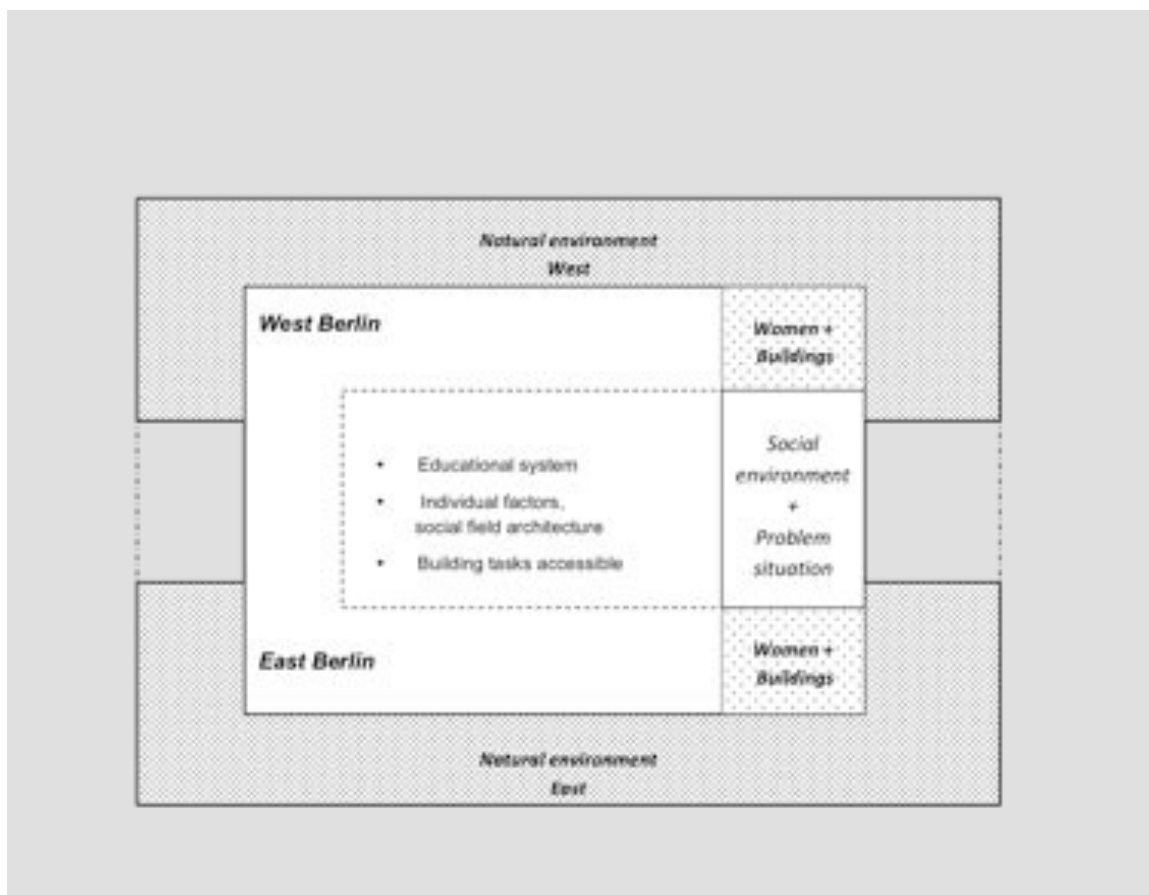 Natural environment
West
West Berlin
Women +
Buildings
• Educational system
• Individual factors,
social field architecture
• Building tasks accessible
Social
environment
+
Problem
situation
East Berlin
Women +
Buildings
Natural environment
East